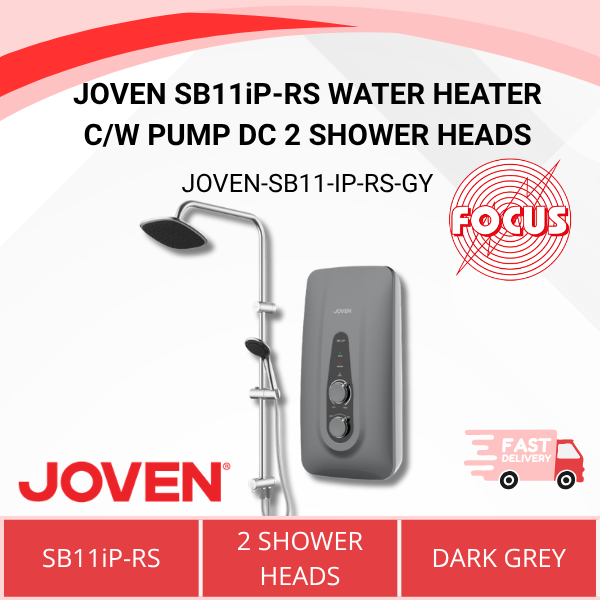 JOVEN SB11iP-RS WATER HEATER
C/W PUMP DC 2 SHOWER HEADS
JOVEN-SB11-IP-RS-GY
FOCUS
JOVEN
FAST
DELIVERY
JOVEN®
SB11iP-RS
2 SHOWER
HEADS
DARK GREY